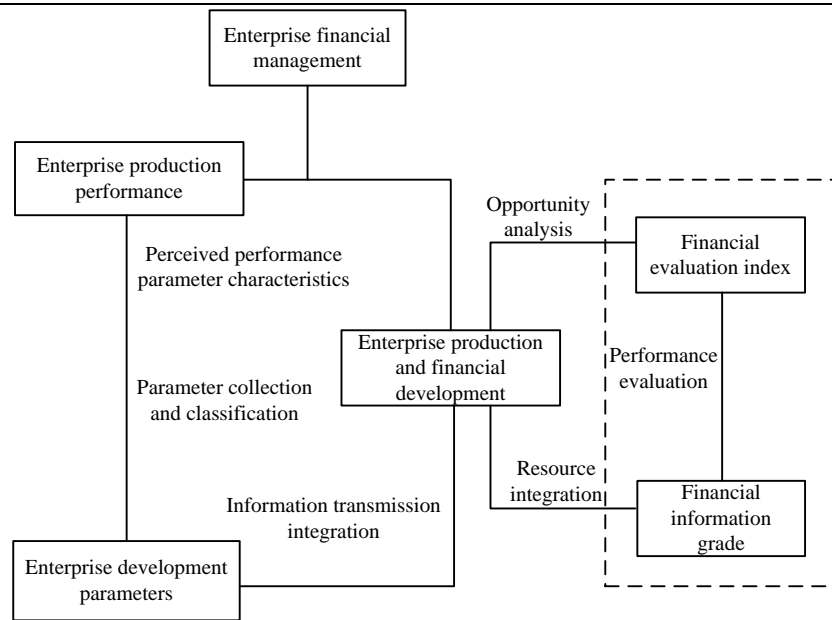 Enterprise financial
management
Enterprise production
performance
Opportunity
analysis
Financial
evaluation index
Perceived performance
parameter characteristics
Enterprise production
and financial
development
Performance
evaluation
Parameter collection
and classification
Resource
integration
Financial
information
grade
Information transmission
integration
Enterprise development
parameters